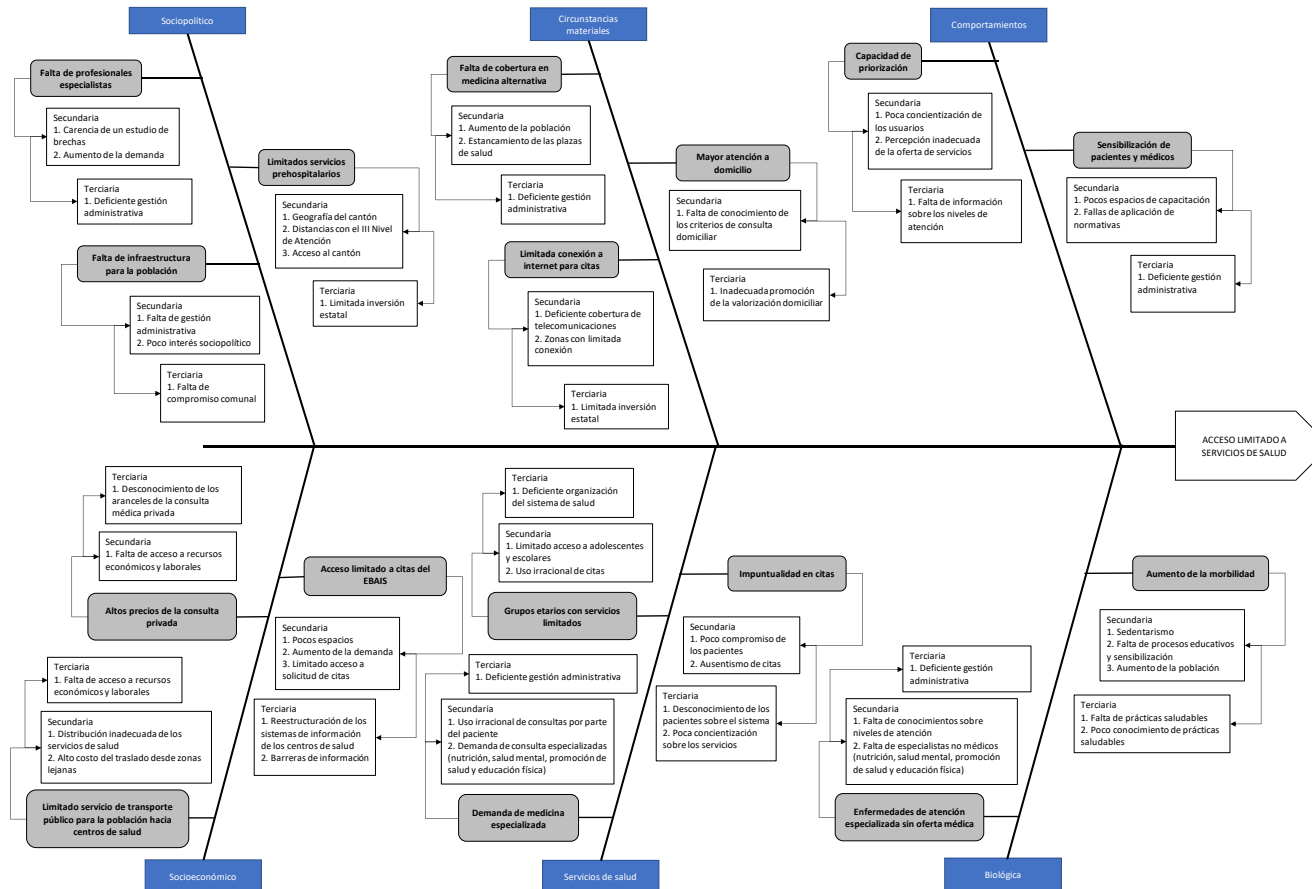 Sociopolítico
Falta de profesionales
especialistas
Secundaria
1. Carencia de un estudio de
brechas
2. Aumento de la demanda
Terciaria
1. Deficiente gestión
administrativa
Limitados servicios
prehospitalarios
Secundaria
1. Geografía del cantón
2. Distancias con el III Nivel
de Atención
3. Acceso al cantón
Terciaria
1. Limitada inversión
estatal
Falta de infraestructura
para la población
Secundaria
1. Falta de gestión
administrativa
2. Poco interés sociopolítico
Terciaria
1. Falta de
compromiso comunal
Circunstancias
materiales
Falta de cobertura en
medicina alternativa
Secundaria
1. Aumento de la población
2. Estancamiento de las plazas
de salud
Terciaria
1. Deficiente gestión
administrativa
Mayor atención a
domicilio
Secundaria
1. Falta de conocimiento de
los criterios de consulta
domiciliar
Terciaria
1. Inadecuada promoción
de la valorización domiciliar
Limitada conexión a
internet para citas
Secundaria
1. Deficiente cobertura de
telecomunicaciones
2. Zonas con limitada
conexión
Terciaria
1. Limitada inversión
estatal
Comportamientos
Capacidad de
priorización
Secundaria
1. Poca concientización de
los usuarios
2. Percepción inadecuada
de la oferta de servicios
Terciaria
1. Falta de información
sobre los niveles de
atención
Sensibilización de
pacientes y médicos
Secundaria
1. Pocos espacios de capacitación
2. Fallas de aplicación de
normativas
Terciaria
1. Deficiente gestión
administrativa
ACCESO LIMITADO A
SERVICIOS DE SALUD
Terciaria
1. Desconocimiento de los
aranceles de la consulta
médica privada
Secundaria
1. Falta de acceso a recursos
económicos y laborales
Altos precios de la consulta
privada
Acceso limitado a citas del
EBAIS
Secundaria
1. Pocos espacios
2. Aumento de la demanda
3. Limitado acceso a
solicitud de citas
Terciaria
1. Reestructuración de los
sistemas de información
de los centros de salud
2. Barreras de información
Terciaria
1. Falta de acceso a recursos
económicos y laborales
Secundaria
1. Distribución inadecuada de los
servicios de salud
2. Alto costo del traslado desde zonas
lejanas
Limitado servicio de transporte
público para la población hacia
centros de salud
Socioeconómico
Terciaria
1. Deficiente organización
del sistema de salud
Secundaria
1. Limitado acceso a adolescentes
y escolares
2. Uso irracional de citas
Grupos etarios con servicios
limitados
Impuntualidad en citas
Secundaria
1. Poco compromiso de
los pacientes
2. Ausentismo de citas
Terciaria
1. Desconocimiento de los
pacientes sobre el sistema
2. Poca concientización
sobre los servicios
Terciaria
1. Deficiente gestión administrativa
Secundaria
1. Uso irracional de consultas por parte
del paciente
2. Demanda de consulta especializadas
(nutrición, salud mental, promoción
de salud y educación física)
Demanda de medicina
especializada
Servicios de salud
Aumento de la morbilidad
Secundaria
1. Sedentarismo
2. Falta de procesos educativos
y sensibilización
3. Aumento de la población
Terciaria
1. Falta de prácticas saludables
2. Poco conocimiento de prácticas
saludables
Terciaria
1. Deficiente gestión
administrativa
Secundaria
1. Falta de conocimientos sobre
niveles de atención
2. Falta de especialistas no médicos
(nutrición, salud mental, promoción
de salud y educación física)
Enfermedades de atención
especializada sin oferta médica
Biológica